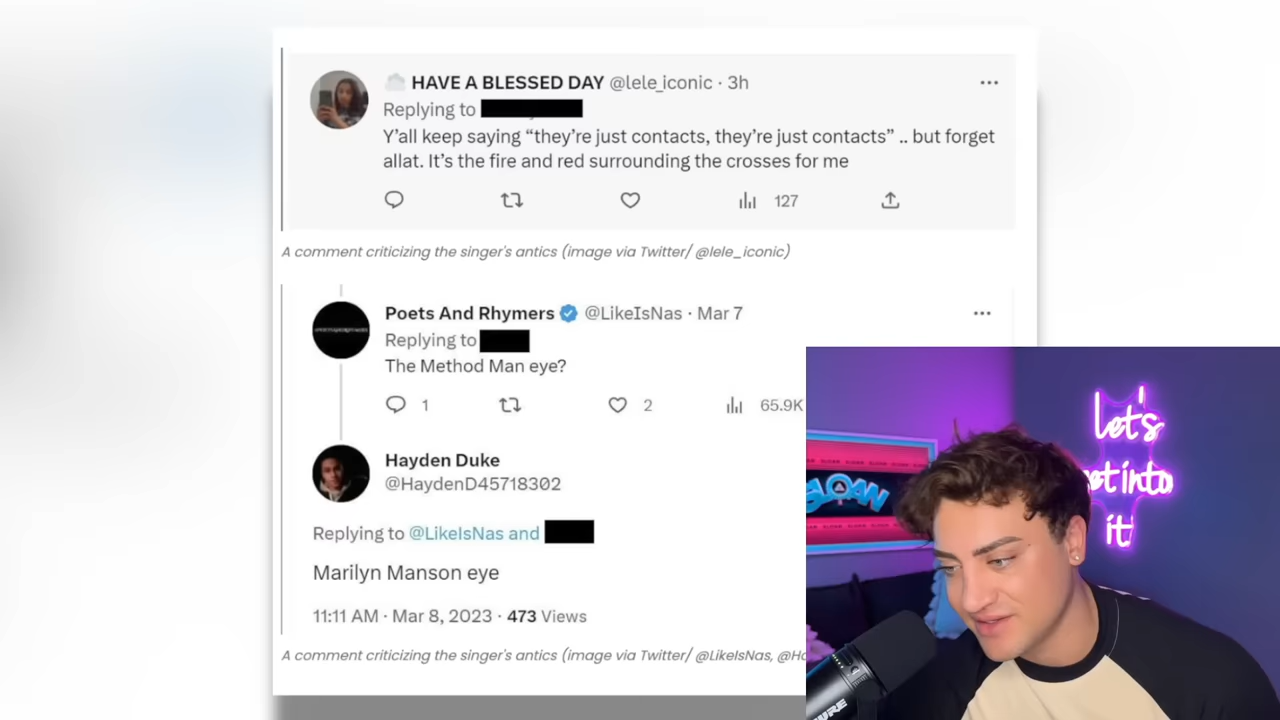 HAVE A BLESSED DAY @lele_iconic · 3h
Replying to
Y'all keep saying “they're just contacts, they're just contacts” .. but forget
allat. It's the fire and red surrounding the crosses for me
127
A comment criticizing the singer's antics (image via Twitter/ @lele_iconic)
Poets And Rhymers @LikeIsNas · Mar 7
Replying to
The Method Man eye?
1 2 65.9K
Hayden Duke
@HaydenD45718302
Replying to @LikeIsNas and
Marilyn Manson eye
11:11 AM · Mar 8, 2023 · 473 Views
A comment criticizing the singer's antics (image via Twitter/ @LikeIsNas,
let's
it
SLOAN